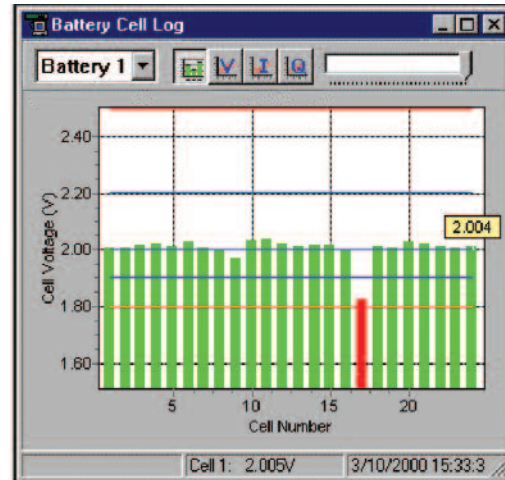 Battery Cell Log
Battery 1
V I Q
2.40
2.20
2.00
1.80
1.60
Cell Voltage (V)
2.004
5 10 15 20
Cell Number
Cell 1: 2.005V 3/10/2000 15:33:3